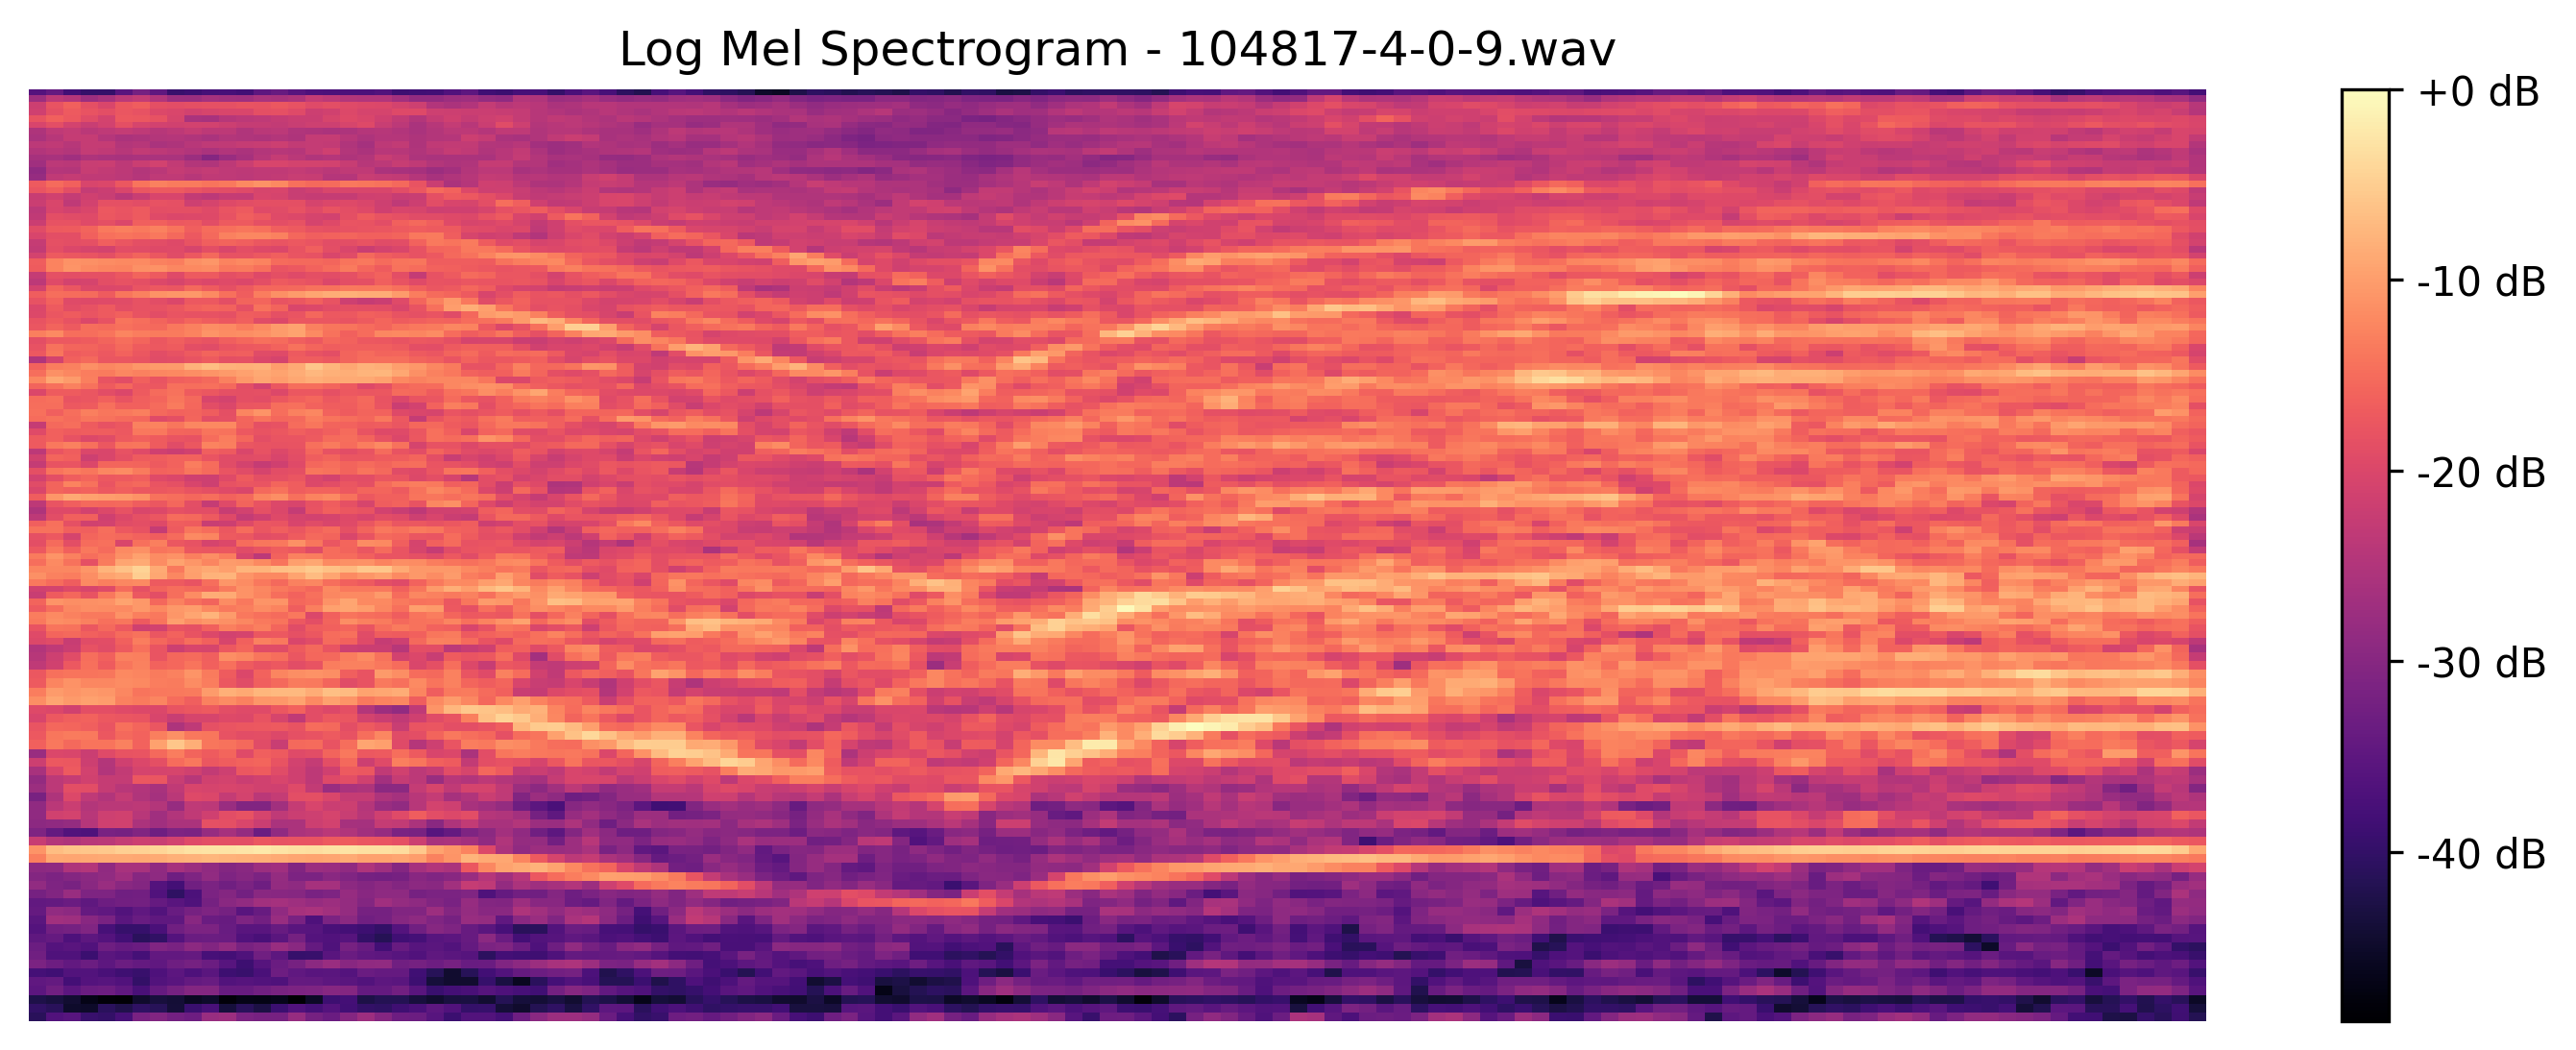 Log Mel Spectrogram - 104817-4-0-9.wav
+0 dB
-10 dB
-20 dB
-30 dB
-40 dB